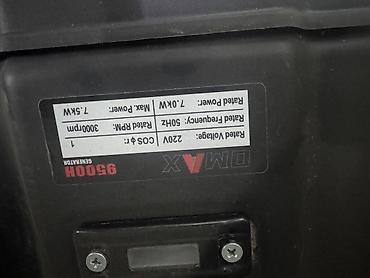 DMAX 9500H
GENERATOR
Rated Voltage: 220V COS ϕ r: 1
Rated Frequency: 50Hz Rated RPM: 3000rpm
Rated Power: 7.0kW Max. Power: 7.5kW